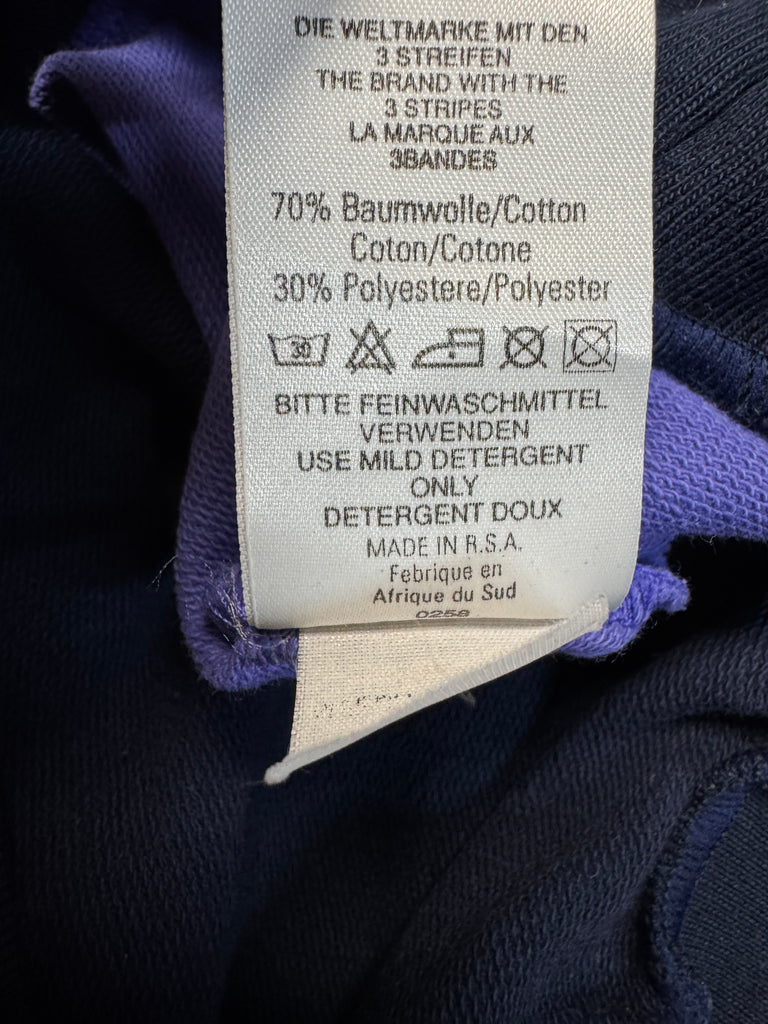 DIE WELTMARKE MIT DEN
3 STREIFEN
THE BRAND WITH THE
3 STRIPES
LA MARQUE AUX
3BANDES
70% Baumwolle/Cotton
Coton/Cotone
30% Polyestere/Polyester
30
BITTE FEINWASCHMITTEL
VERWENDEN
USE MILD DETERGENT
ONLY
DETERGENT DOUX
MADE IN R.S.A.
Febrique en
Afrique du Sud
0258